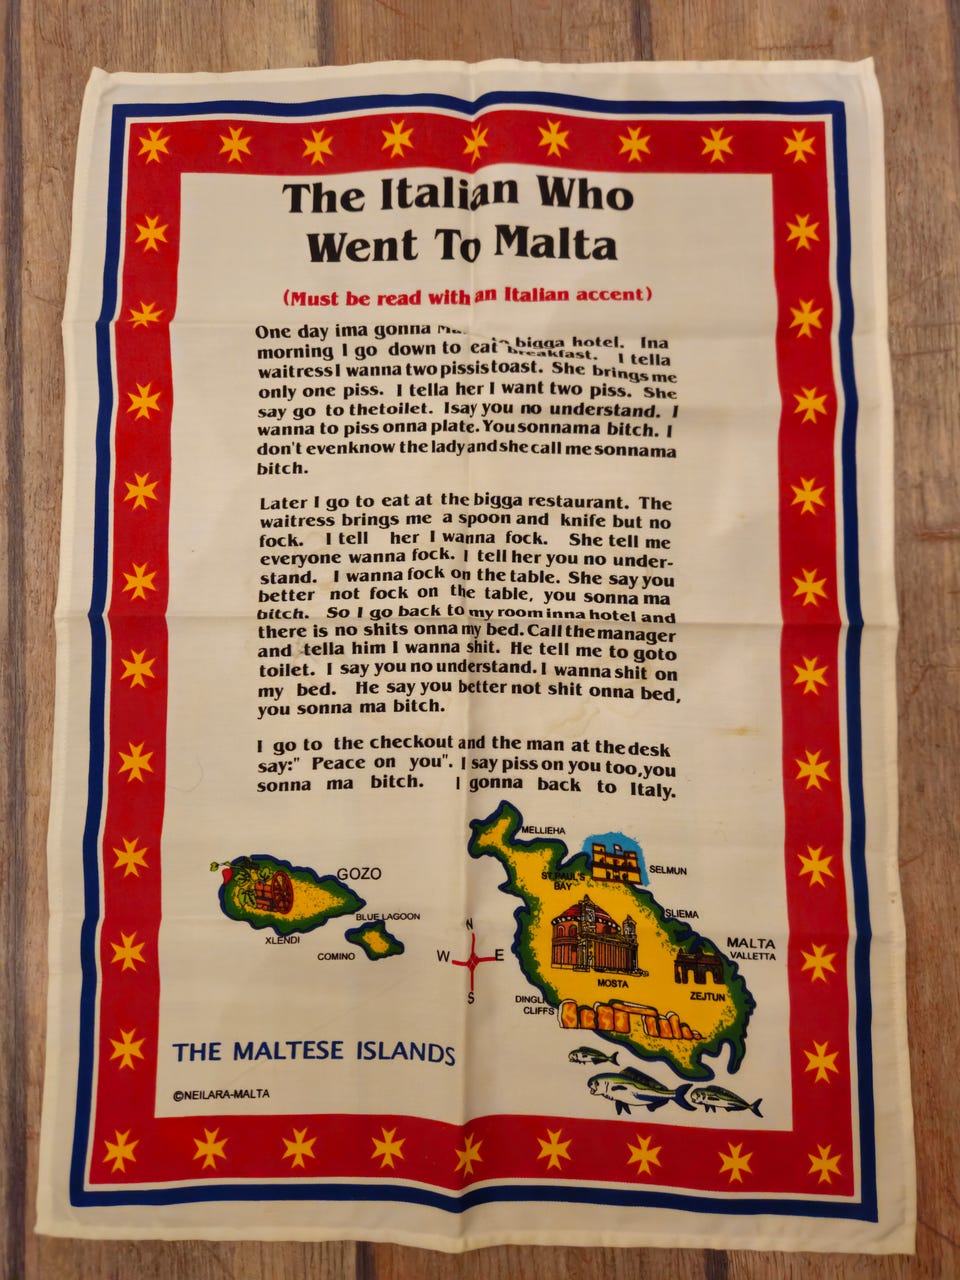 The Italian Who
Went To Malta
(Must be read with an Italian accent)
One day ima gonna bigga hotel. Ina
morning I go down to eat breakfast. I tella
waitress I wanna two pissis toast. She brings me
only one piss. I tella her I want two piss. She
say go to the toilet. I say you no understand. I
wanna to piss onna plate. You sonnama bitch. I
don't even know the lady and she call me sonnama
bitch.
Later I go to eat at the bigga restaurant. The
waitress brings me a spoon and knife but no
fock. I tell her I wanna fock. She tell me
everyone wanna fock. I tell her you no under-
stand. I wanna fock on the table. She say you
better not fock on the table, you sonna ma
bitch. So I go back to my room inna hotel and
there is no shits onna my bed. Call the manager
and tella him I wanna shit. He tell me to goto
toilet. I say you no understand. I wanna shit on
my bed. He say you better not shit onna bed,
you sonna ma bitch.
I go to the checkout and the man at the desk
say:" Peace on you". I say piss on you too, you
sonna ma bitch. I gonna back to Italy.
MELLIEHA
SELMUN
ST. PAUL'S
BAY
GOZO
SLIEMA
BLUE LAGOON
XLENDI
COMINO
N
W E
S
MALTA
VALLETTA
MOSTA
ZEJTUN
DINGLI
CLIFFS
THE MALTESE ISLANDS
©NEILARA-MALTA